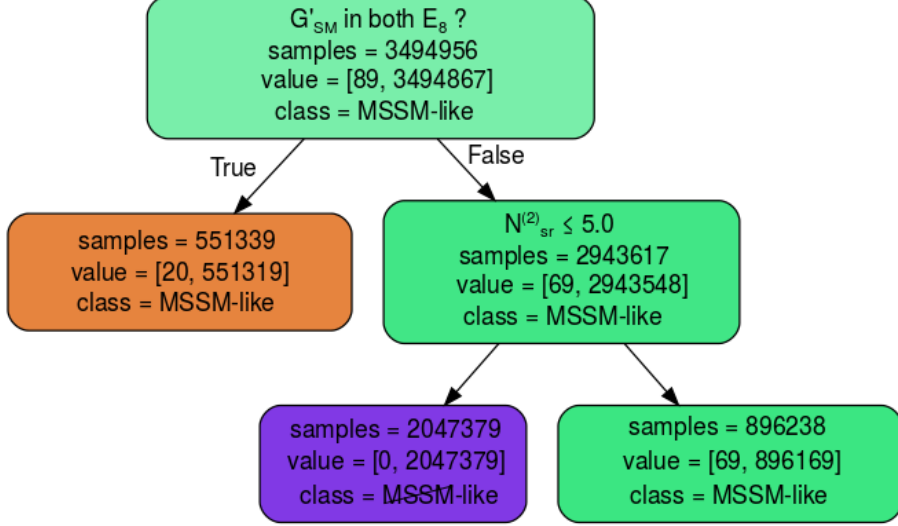 G'SM in both E8 ?
samples = 3494956
value = [89, 3494867]
class = MSSM-like
True
False
samples = 551339
value = [20, 551319]
class = MSSM-like
N(2)sr ≤ 5.0
samples = 2943617
value = [69, 2943548]
class = MSSM-like
samples = 2047379
value = [0, 2047379]
class = MSSM-like
samples = 896238
value = [69, 896169]
class = MSSM-like